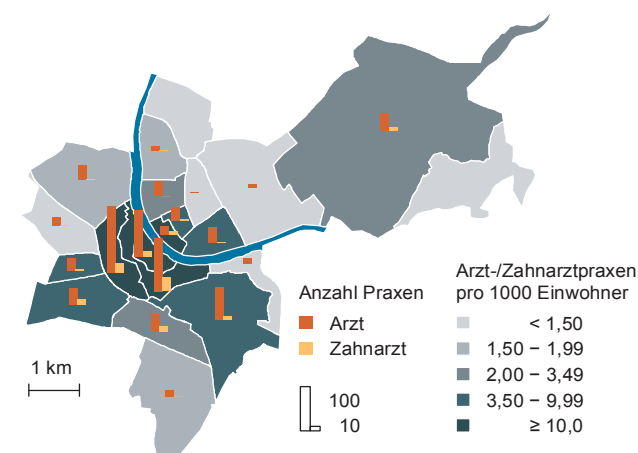 Anzahl Praxen
Arzt
Zahnarzt
100
10
Arzt-/Zahnarztpraxen
pro 1000 Einwohner
< 1,50
1,50 − 1,99
2,00 − 3,49
3,50 − 9,99
≥ 10,0
1 km